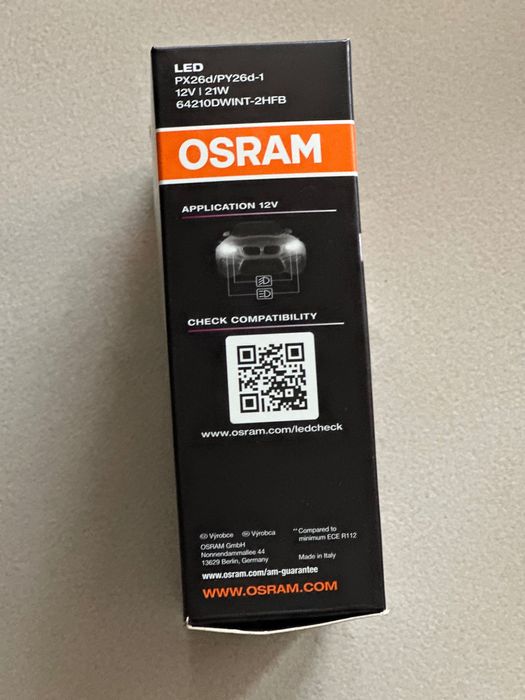 LED
PX26d/PY26d-1
12V | 21W
64210DWINT-2HFB
OSRAM
APPLICATION 12V
CHECK COMPATIBILITY
www.osram.com/ledcheck
CZ Výrobce SK Výrobca
OSRAM GmbH
Nonnendammallee 44
13629 Berlin, Germany
**Compared to
minimum ECE R112
Made in Italy
www.osram.com/am-guarantee
WWW.OSRAM.COM